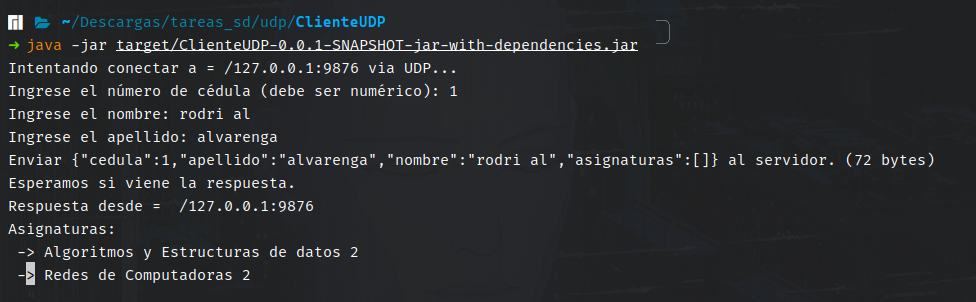 ~/Descargas/tareas_sd/udp/ClienteUDP
→ java -jar target/ClienteUDP-0.0.1-SNAPSHOT-jar-with-dependencies.jar
Intentando conectar a = /127.0.0.1:9876 via UDP...
Ingrese el número de cédula (debe ser numérico): 1
Ingrese el nombre: rodri al
Ingrese el apellido: alvarenga
Enviar {"cedula":1,"apellido":"alvarenga","nombre":"rodri al","asignaturas":[]} al servidor. (72 bytes)
Esperamos si viene la respuesta.
Respuesta desde =  /127.0.0.1:9876
Asignaturas:
 -> Algoritmos y Estructuras de datos 2
 -> Redes de Computadoras 2